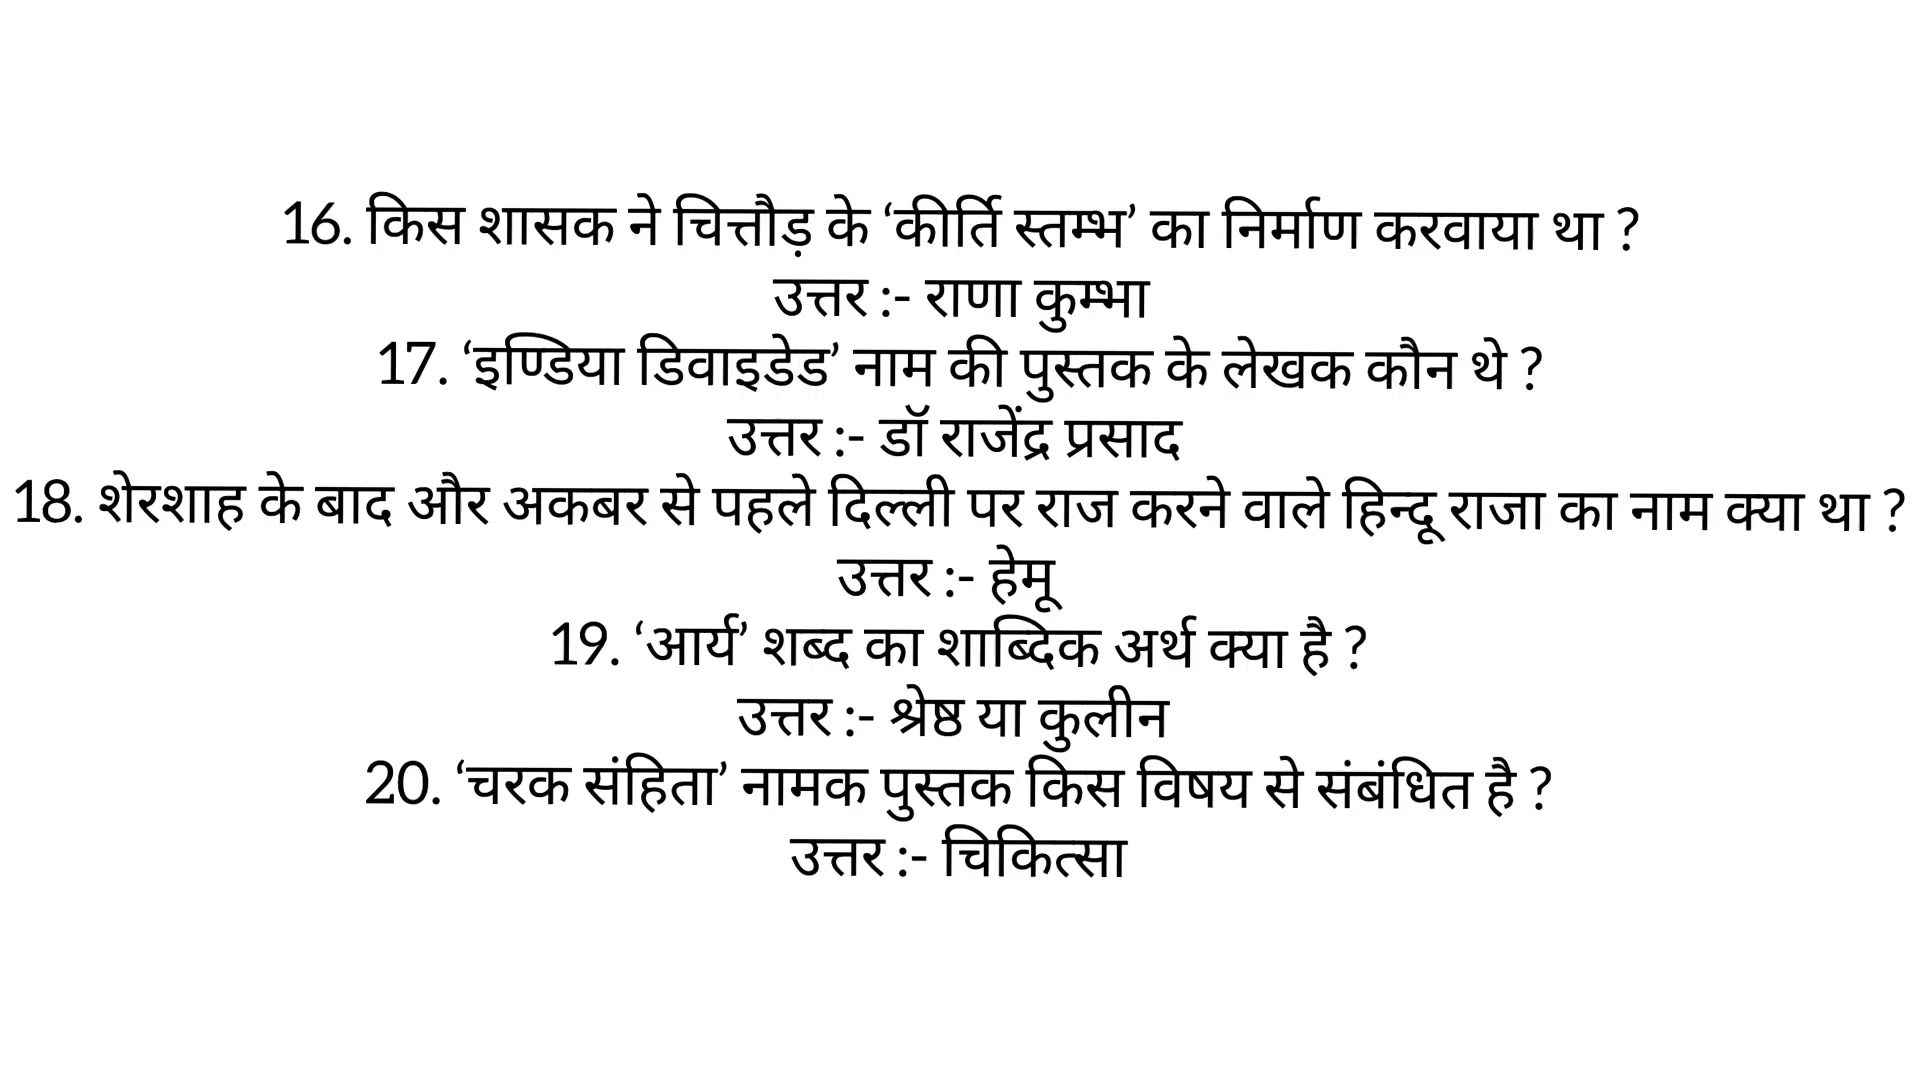 16. किस शासक ने चित्तौड़ के ‘कीर्ति स्तम्भ’ का निर्माण करवाया था ?
उत्तर :- राणा कुम्भा
17. ‘इण्डिया डिवाइडेड’ नाम की पुस्तक के लेखक कौन थे ?
उत्तर :- डॉ राजेंद्र प्रसाद
18. शेरशाह के बाद और अकबर से पहले दिल्ली पर राज करने वाले हिन्दू राजा का नाम क्या था ?
उत्तर :- हेमू
19. ‘आर्य’ शब्द का शाब्दिक अर्थ क्या है ?
उत्तर :- श्रेष्ठ या कुलीन
20. ‘चरक संहिता’ नामक पुस्तक किस विषय से संबंधित है ?
उत्तर :- चिकित्सा